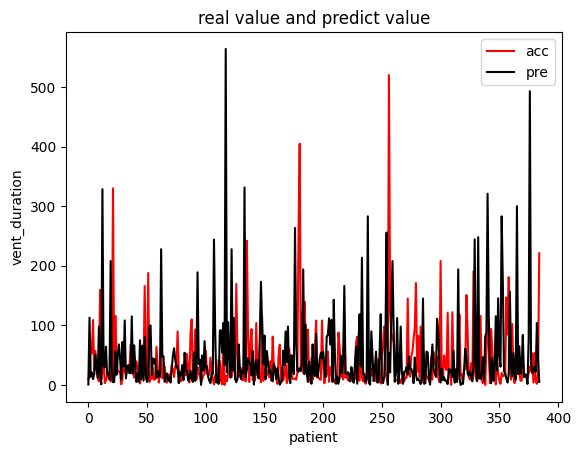 real value and predict value
acc
pre
500
400
300
200
100
0
vent_duration
0 50 100 150 200 250 300 350 400
patient